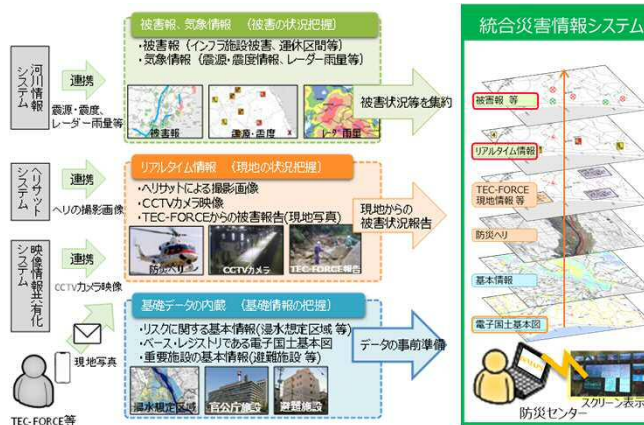 被害報、気象情報 （被害の状況把握）
・被害報（インフラ施設被害、運休区間等）
・気象情報（震源・震度情報、レーダー雨量等）
被害報
震源・震度
レーダ雨量
河川情報システム
連携
震源・震度、
レーダー雨量等
被害状況等を集約
リアルタイム情報 （現地の状況把握）
・ヘリサットによる撮影画像
・CCTVカメラ映像
・TEC-FORCEからの被害報告(現地写真)
防災ヘリ
CCTVカメラ
TEC-FORCE報告
ヘリサットシステム
連携
ヘリの撮影画像
映像情報共有化システム
連携
CCTVカメラ映像
現地からの
被害状況報告
基礎データの内蔵 （基礎情報の把握）
・リスクに関する基本情報(浸水想定区域 等)
・ベース・レジストリである電子国土基本図
・重要施設の基本情報(避難施設 等)
浸水想定区域
官公庁施設
避難施設
現地写真
TEC-FORCE等
データの事前準備
統合災害情報システム
被害報 等
リアルタイム情報
TEC-FORCE
現地情報 等
防災ヘリ
基本情報
電子国土基本図
防災センター
スクリーン表示